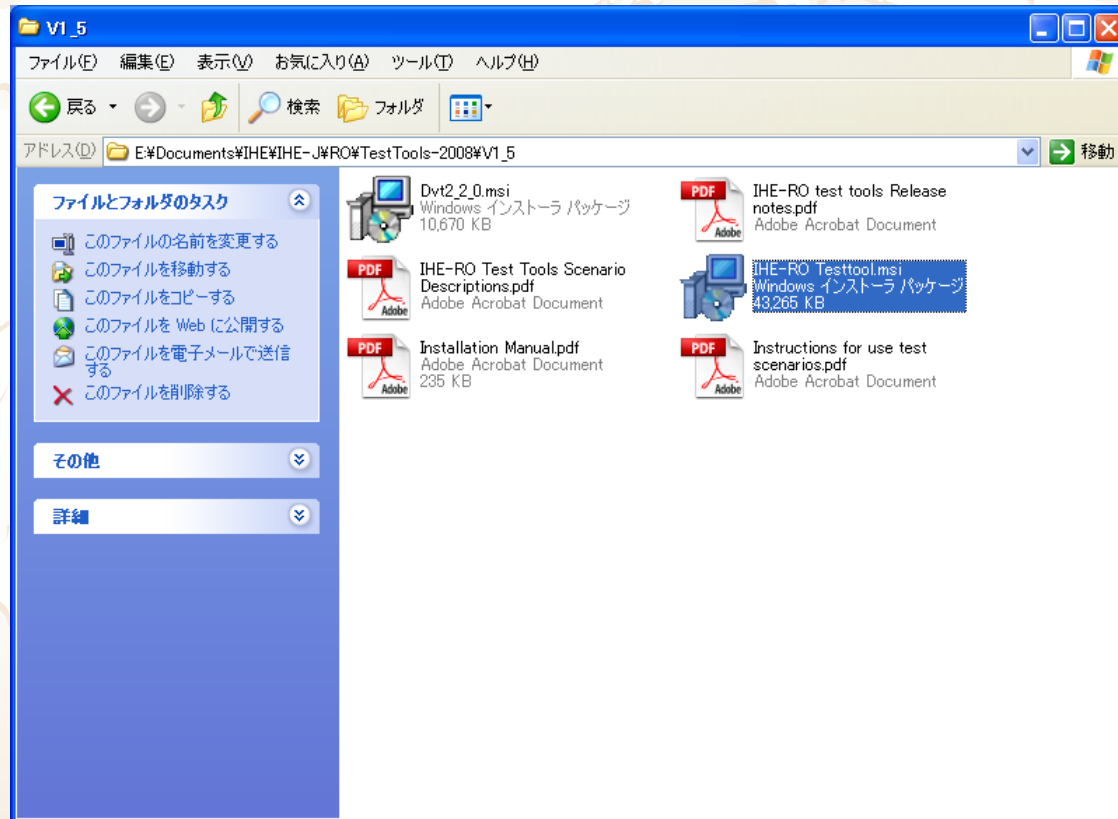 V1_5
ファイル(F) 編集(E) 表示(V) お気に入り(A) ツール(T) ヘルプ(H)
戻る 検索 フォルダ
アドレス(D) E:¥Documents¥IHE¥IHE-J¥RO¥TestTools-2008¥V1_5 移動
ファイルとフォルダのタスク
このファイルの名前を変更する
このファイルを移動する
このファイルをコピーする
このファイルを Web に公開する
このファイルを電子メールで送信
する
このファイルを削除する
その他
詳細
Dvt2_2_0.msi
Windows インストーラ パッケージ
10,670 KB
PDF
Adobe
IHE-RO test tools Release
notes.pdf
Adobe Acrobat Document
PDF
Adobe
IHE-RO Test Tools Scenario
Descriptions.pdf
Adobe Acrobat Document
IHE-RO Testtool.msi
Windows インストーラ パッケージ
43,265 KB
PDF
Adobe
Installation Manual.pdf
Adobe Acrobat Document
235 KB
PDF
Adobe
Instructions for use test
scenarios.pdf
Adobe Acrobat Document